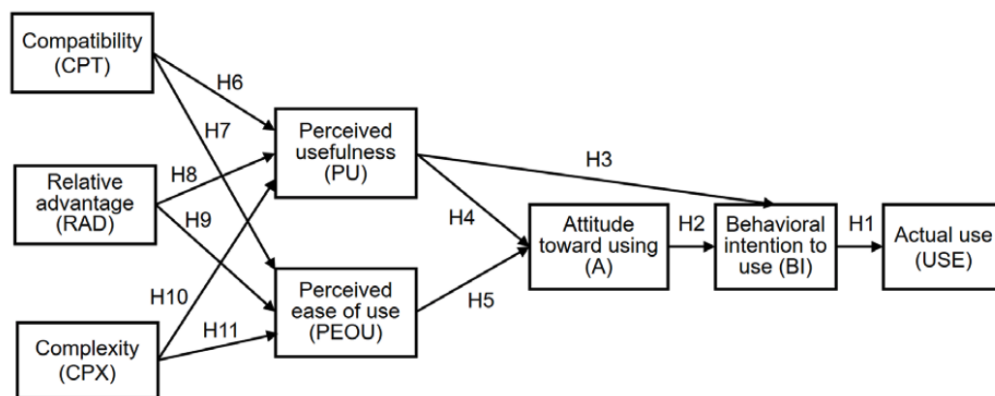 Compatibility
(CPT)
H6
H7
Perceived
usefulness
(PU)
H3
Relative
advantage
(RAD)
H8
H9
H4
Attitude
toward using
(A)
H2
Behavioral
intention to
use (BI)
H1
Actual use
(USE)
H10
H11
Perceived
ease of use
(PEOU)
H5
Complexity
(CPX)